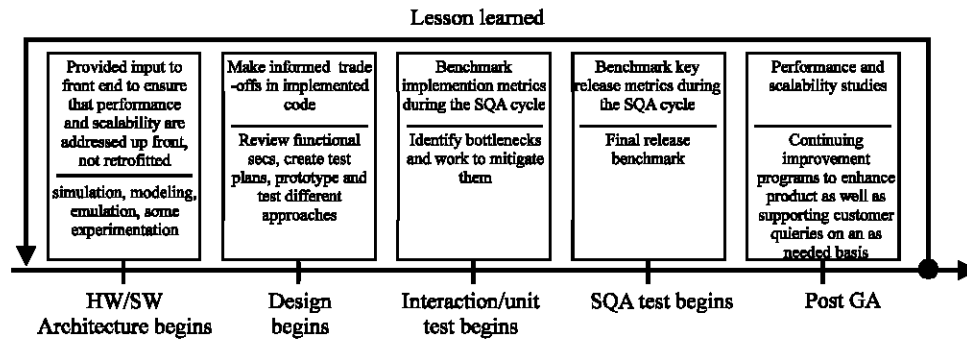 Lesson learned
Provided input to
front end to ensure
that performance
and scalability are
addressed up front,
not retrofitted
simulation, modeling,
emulation, some
experimentation
Make informed trade
-offs in implemented
code
Review functional
secs, create test
plans, prototype and
test different
approaches
Benchmark
implemention metrics
during the SQA cycle
Identify bottlenecks
and work to mitigate
them
Benchmark key
release metrics during
the SQA cycle
Final release
benchmark
Performance and
scalability studies
Continuing
improvement
programs to enhance
product as well as
supporting customer
quieries on an as
needed basis
HW/SW
Architecture begins
Design
begins
Interaction/unit
test begins
SQA test begins
Post GA